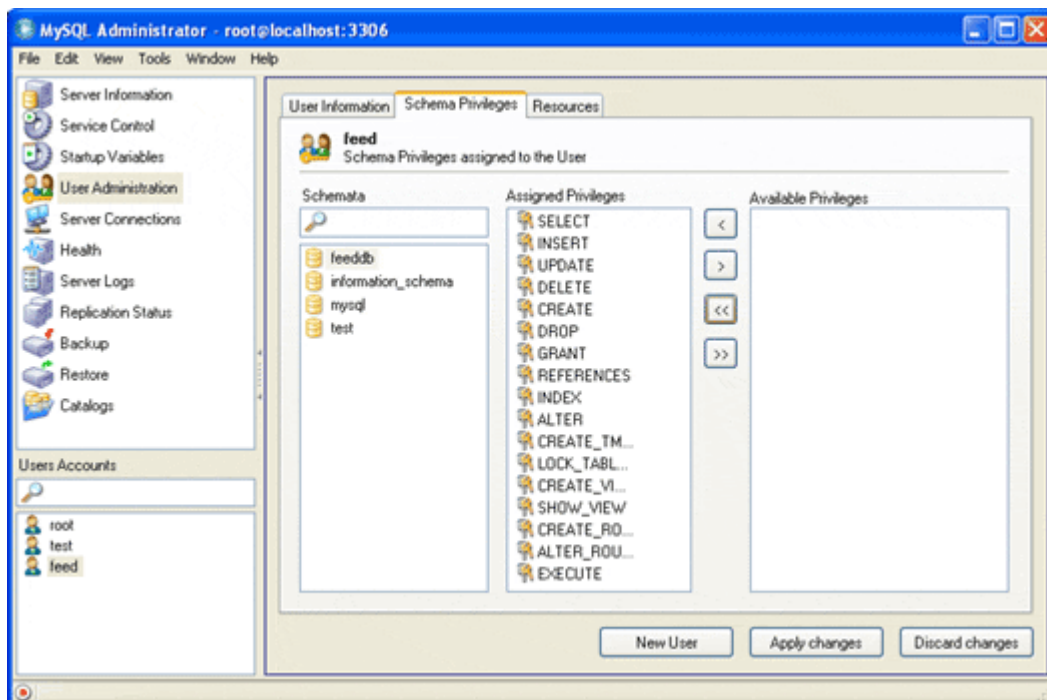 MySQL Administrator - root@localhost:3306
File Edit View Tools Window Help
Server Information
Service Control
Startup Variables
User Administration
Server Connections
Health
Server Logs
Replication Status
Backup
Restore
Catalogs
Users Accounts
root
test
feed
User Information Schema Privileges Resources
feed
Schema Privileges assigned to the User
Schemata
feeddb
information_schema
mysql
test
Assigned Privileges
SELECT
INSERT
UPDATE
DELETE
CREATE
DROP
GRANT
REFERENCES
INDEX
ALTER
CREATE_TM...
LOCK_TABL...
CREATE_VI...
SHOW_VIEW
CREATE_RO...
ALTER_ROU...
EXECUTE
<
>
<<
>>
Available Privileges
New User Apply changes Discard changes